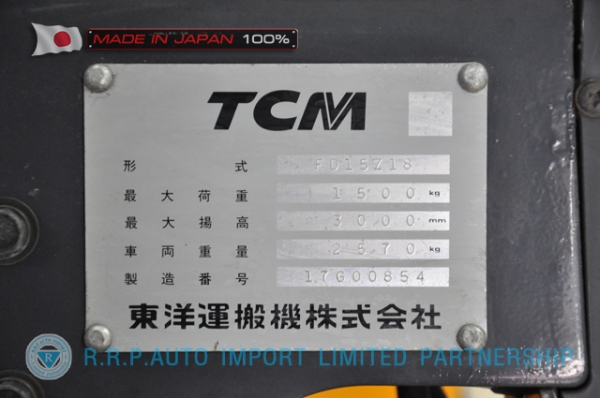 MADE IN JAPAN 100%
TCM
形式 FD15Z18
最大荷重 1500 kg
最大揚高 3000 mm
車両重量 2570 kg
製造番号 17G00854
東洋運搬機株式会社
R.R.P.AUTO IMPORT LIMITED PARTNERSHIP